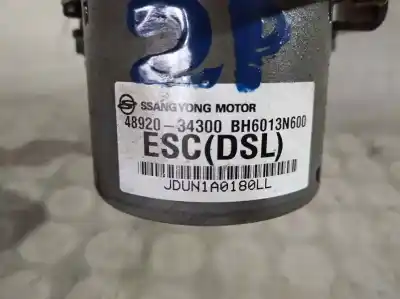 2P
SSANGYONG MOTOR
48920-34300 BH6013N600
ESC(DSL)
JDUN1A0180LL